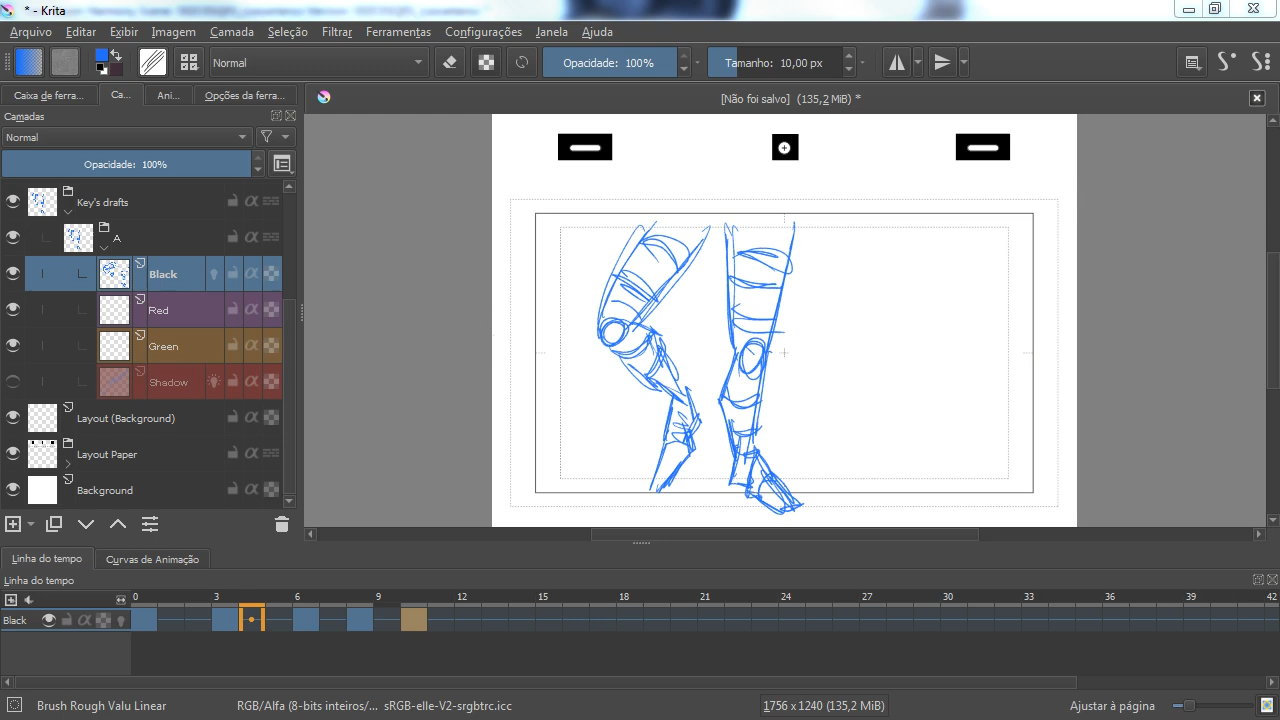 * - Krita
Arquivo Editar Exibir Imagem Camada Seleção Filtrar Ferramentas Configurações Janela Ajuda
Normal Opacidade: 100% Tamanho: 10,00 px
Caixa de ferra... Ca... Ani... Opções da ferra...
[Não foi salvo] (135,2 MiB) *
Camadas
Normal
Opacidade: 100%
Key's drafts
A
Black
Red
Green
Shadow
Layout (Background)
Layout Paper
Background
Linha do tempo Curvas de Animação
Linha do tempo
0 3 6 9 12 15 18 21 24 27 30 33 36 39 42
Black
Brush Rough Valu Linear RGB/Alfa (8-bits inteiros/... sRGB-elle-V2-srgbtrc.icc 1756 x 1240 (135,2 MiB) Ajustar à página